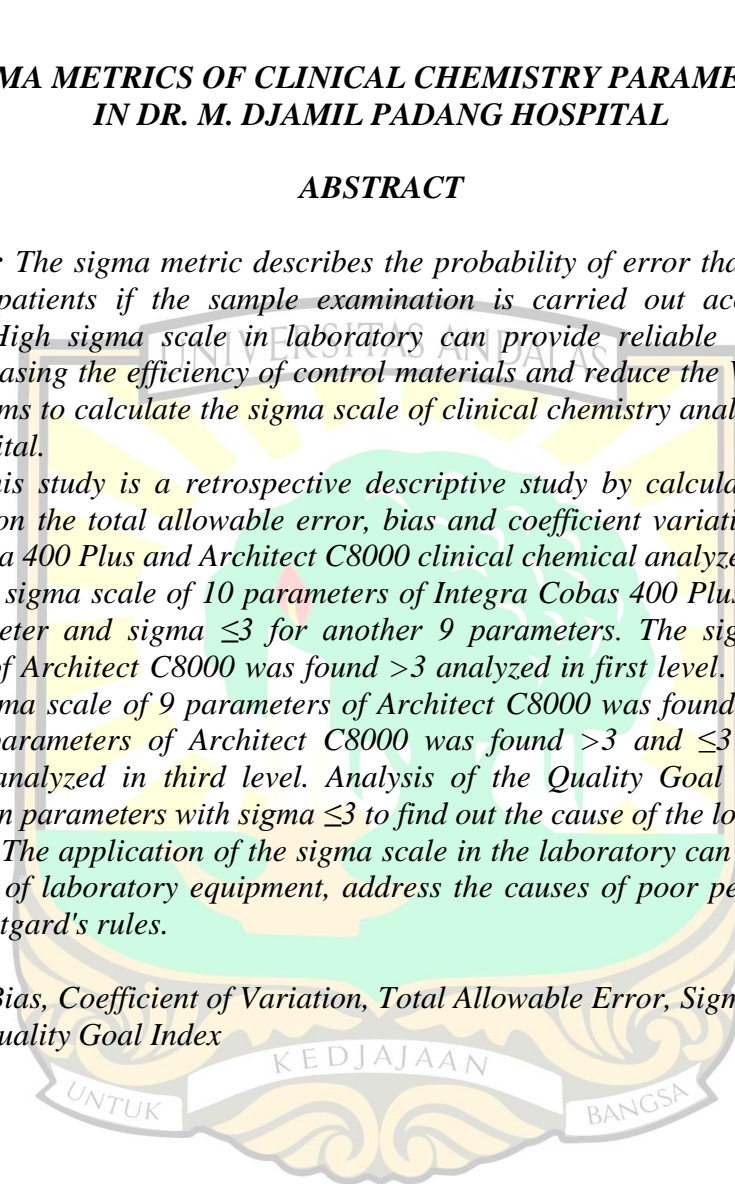 MA METRICS OF CLINICAL CHEMISTRY PARAME
IN DR. M. DJAMIL PADANG HOSPITAL
ABSTRACT
: The sigma metric describes the probability of error tha
patients if the sample examination is carried out acc
High sigma scale in laboratory can provide reliable
UNIVERSITAS ANDALAS
asing the efficiency of control materials and reduce the
ms to calculate the sigma scale of clinical chemistry anal
ital.
his study is a retrospective descriptive study by calcula
on the total allowable error, bias and coefficient variati
a 400 Plus and Architect C8000 clinical chemical analyze
sigma scale of 10 parameters of Integra Cobas 400 Plus
eter and sigma ≤3 for another 9 parameters. The sig
of Architect C8000 was found >3 analyzed in first level.
ma scale of 9 parameters of Architect C8000 was found
parameters of Architect C8000 was found >3 and ≤3
analyzed in third level. Analysis of the Quality Goal
n parameters with sigma ≤3 to find out the cause of the lo
The application of the sigma scale in the laboratory can
of laboratory equipment, address the causes of poor pe
tgard's rules.
Bias, Coefficient of Variation, Total Allowable Error, Sigm
uality Goal Index
KEDJAJAAN
UNTUK
BANGSA